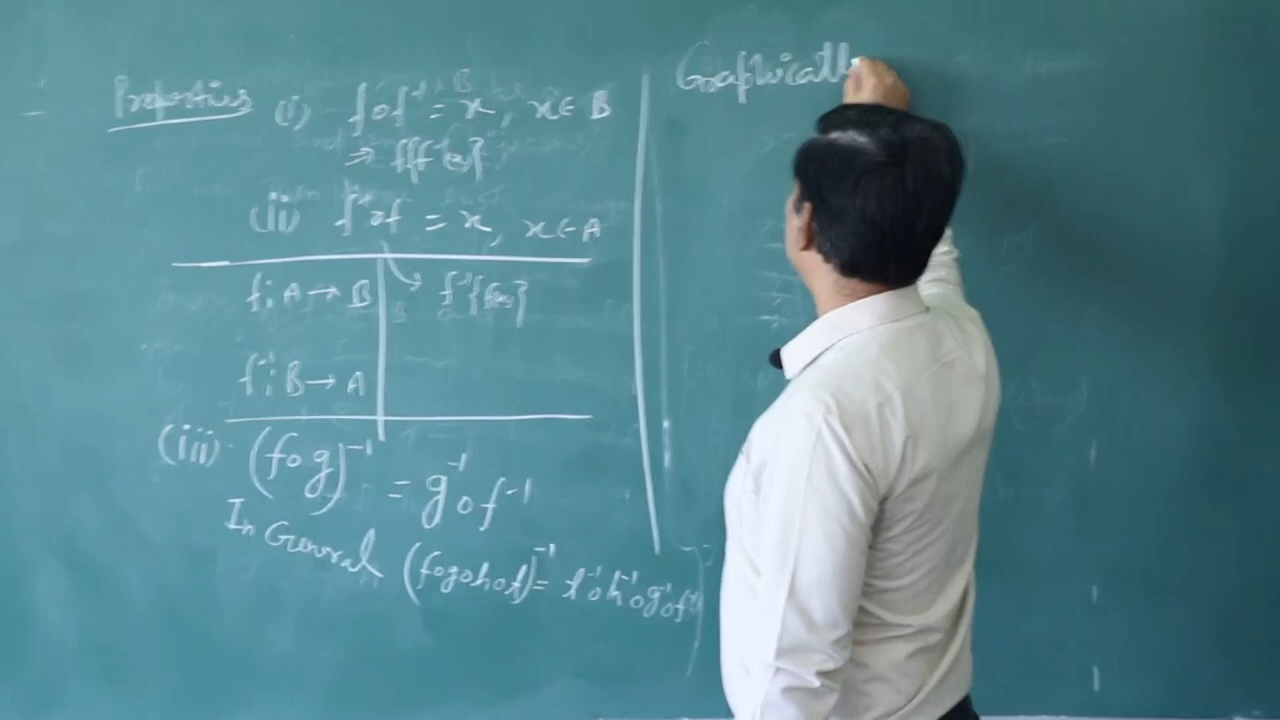 Properties (i) fof⁻¹ = x, x ∈ B
⇒ f{f⁻¹(x)}
(ii) f⁻¹of = x, x ∈ A
f: A → B
f⁻¹{f(x)}
f⁻¹: B → A
(iii) (fog)⁻¹ = g⁻¹of⁻¹
In General (fogohot)⁻¹ = t⁻¹oh⁻¹og⁻¹of⁻¹
Graphically